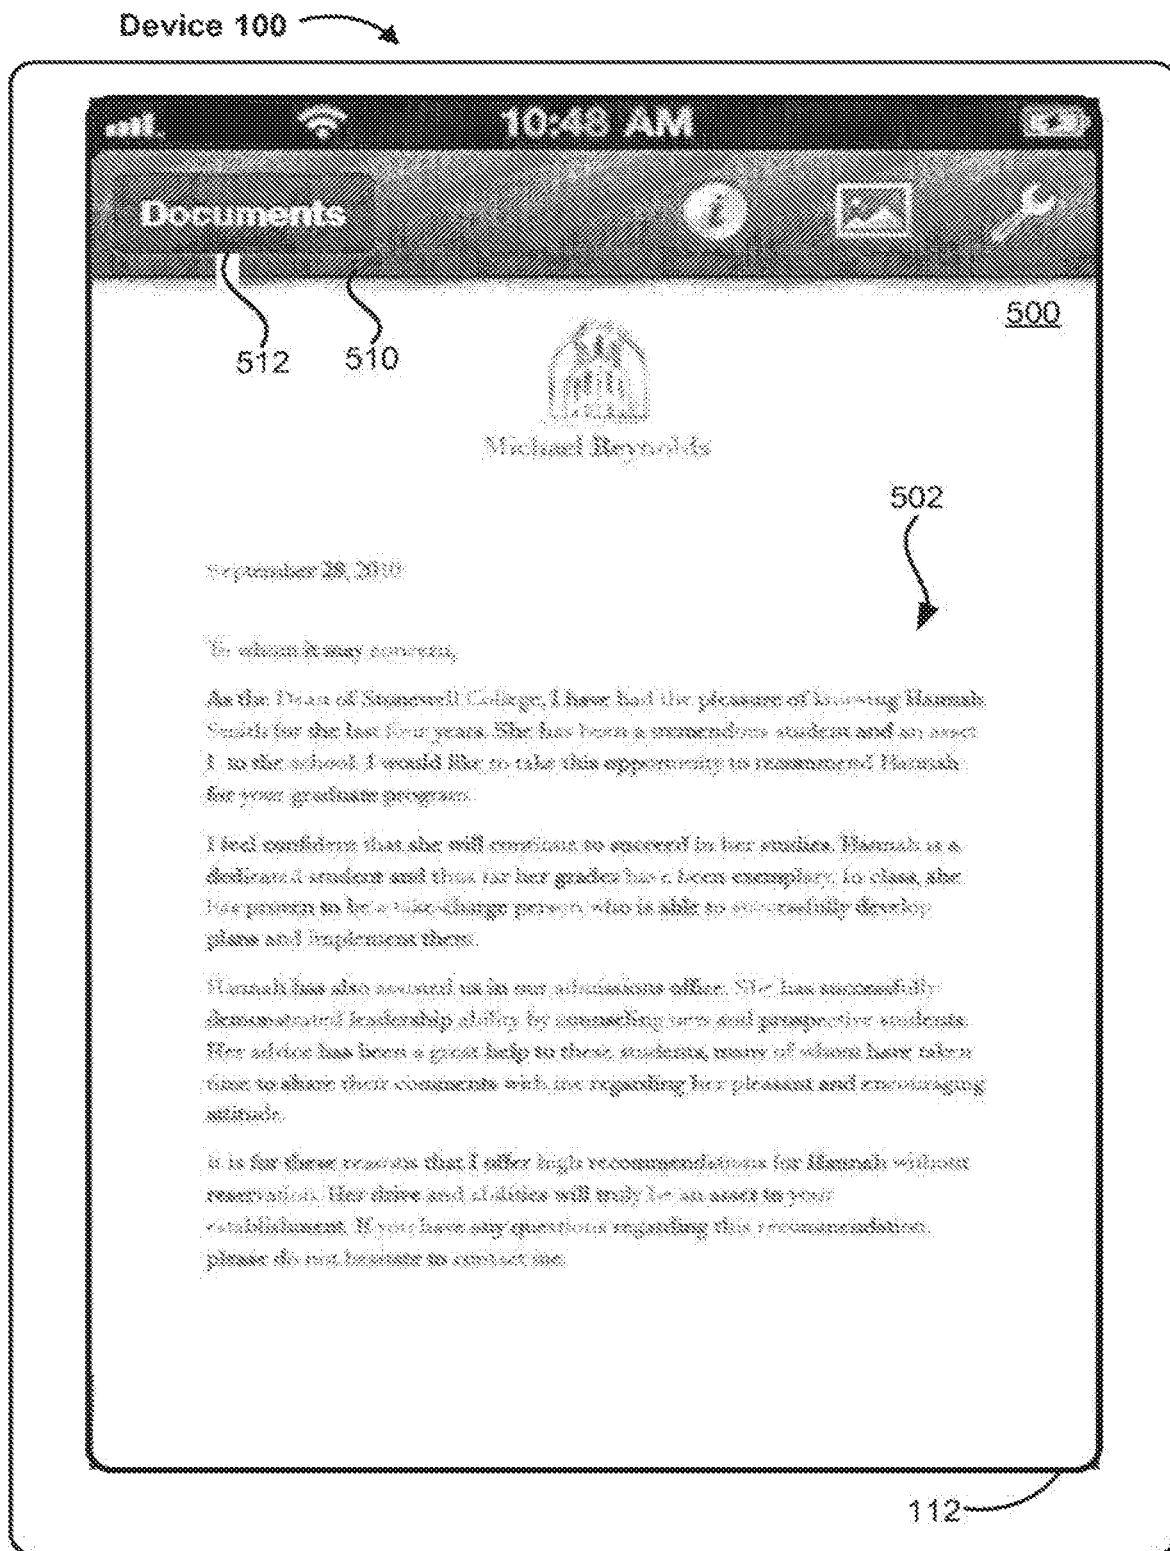 Device 100
10:46 AM
Documents
500
512
510
Michael Reynolds
502
September 28, 2010
To whom it may concern,
As the Dean of Stonewell College, I have had the pleasure of knowing Hannah
Smith for the last four years. She has been a tremendous student and an asset
to the school. I would like to take this opportunity to recommend Hannah
for your graduate program.
I feel confident that she will continue to succeed in her studies. Hannah is a
dedicated student and thus far her grades have been exemplary. In class, she
has proven to be a take-charge person who is able to successfully develop
plans and implement them.
Hannah has also assisted us in our admissions office. She has successfully
demonstrated leadership ability by counseling new and prospective students.
Her advice has been a great help to these students, many of whom have taken
time to share their comments with me regarding her pleasant and encouraging
attitude.
It is for these reasons that I offer high recommendations for Hannah without
reservation. Her drive and abilities will truly be an asset to your
establishment. If you have any questions regarding this recommendation,
please do not hesitate to contact me.
112